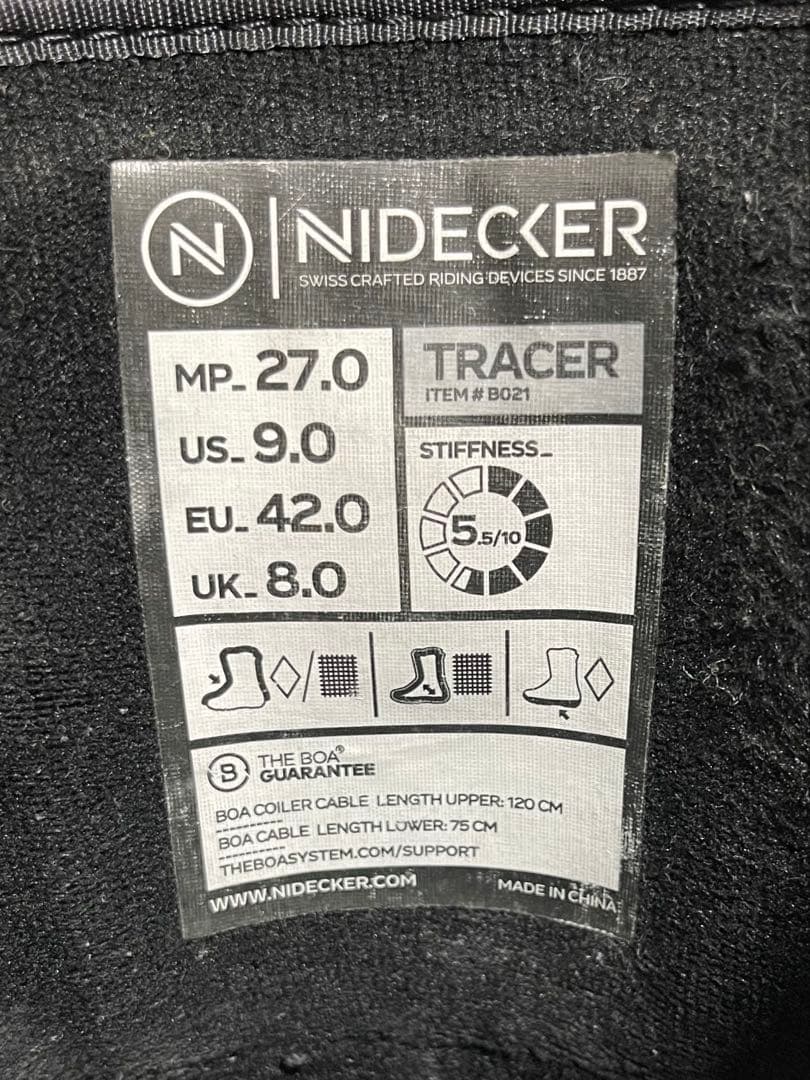 N | NIDECKER
SWISS CRAFTED RIDING DEVICES SINCE 1887
MP_ 27.0
US_ 9.0
EU_ 42.0
UK_ 8.0
TRACER
ITEM # B021
STIFFNESS_
5.5/10
B THE BOA®
GUARANTEE
BOA COILER CABLE LENGTH UPPER: 120 CM
BOA CABLE LENGTH LOWER: 75 CM
THEBOASYSTEM.COM/SUPPORT
WWW.NIDECKER.COM
MADE IN CHINA